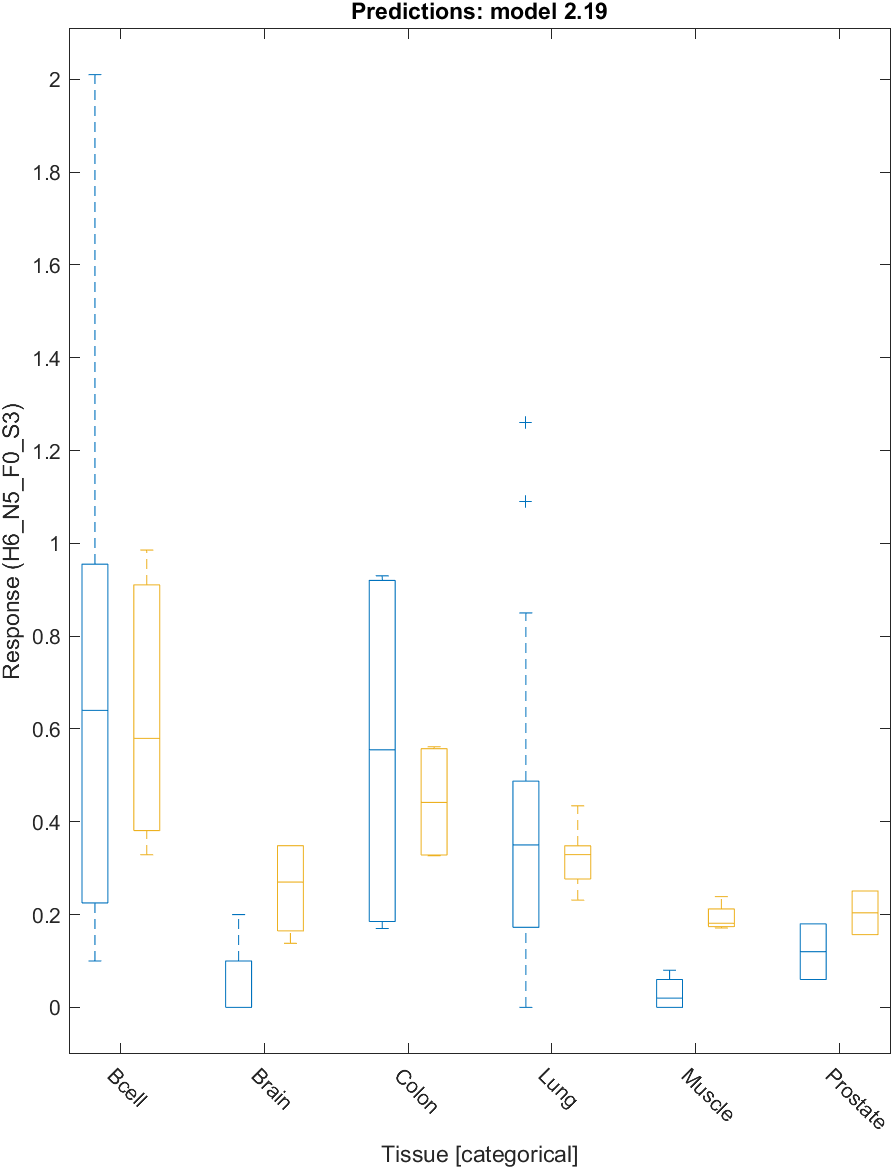 Predictions: model 2.19
2
1.8
1.6
1.4
1.2
1
0.8
0.6
0.4
0.2
0
Response (H6_N5_F0_S3)
Bcell
Brain
Colon
Lung
Muscle
Prostate
Tissue [categorical]